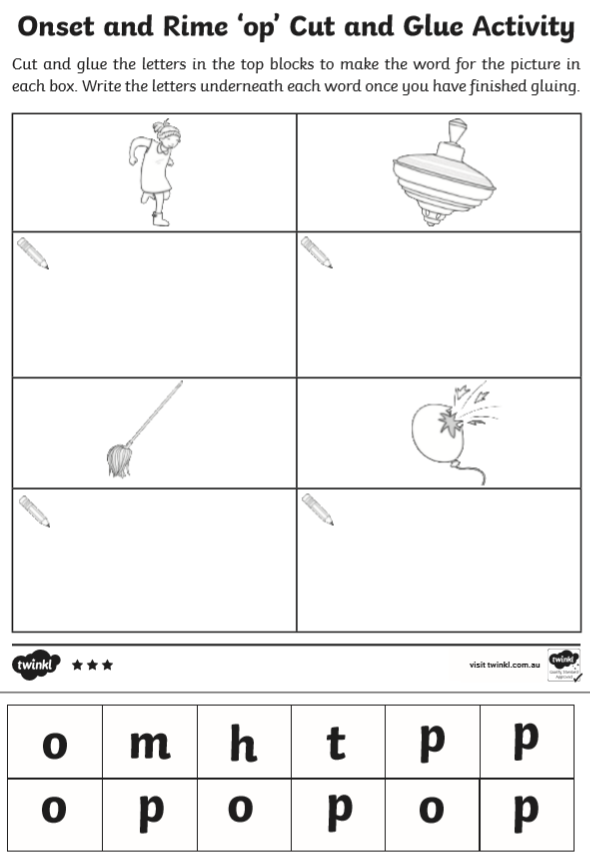 Onset and Rime ‘op’ Cut and Glue Activity
Cut and glue the letters in the top blocks to make the word for the picture in
each box. Write the letters underneath each word once you have finished gluing.
twinkl
visit twinkl.com.au
twinkl
o m h t p p
o p o p o p